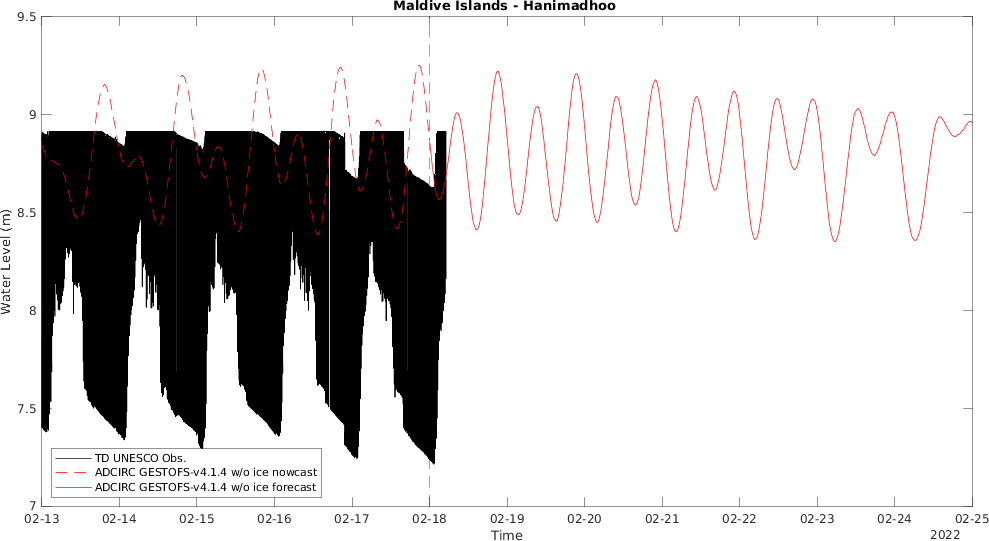 Maldive Islands - Hanimadhoo
9.5
9
8.5
8
7.5
7
Water Level (m)
TD UNESCO Obs.
ADCIRC GESTOFS-v4.1.4 w/o ice nowcast
ADCIRC GESTOFS-v4.1.4 w/o ice forecast
02-13 02-14 02-15 02-16 02-17 02-18 02-19 02-20 02-21 02-22 02-23 02-24 02-25
Time
2022